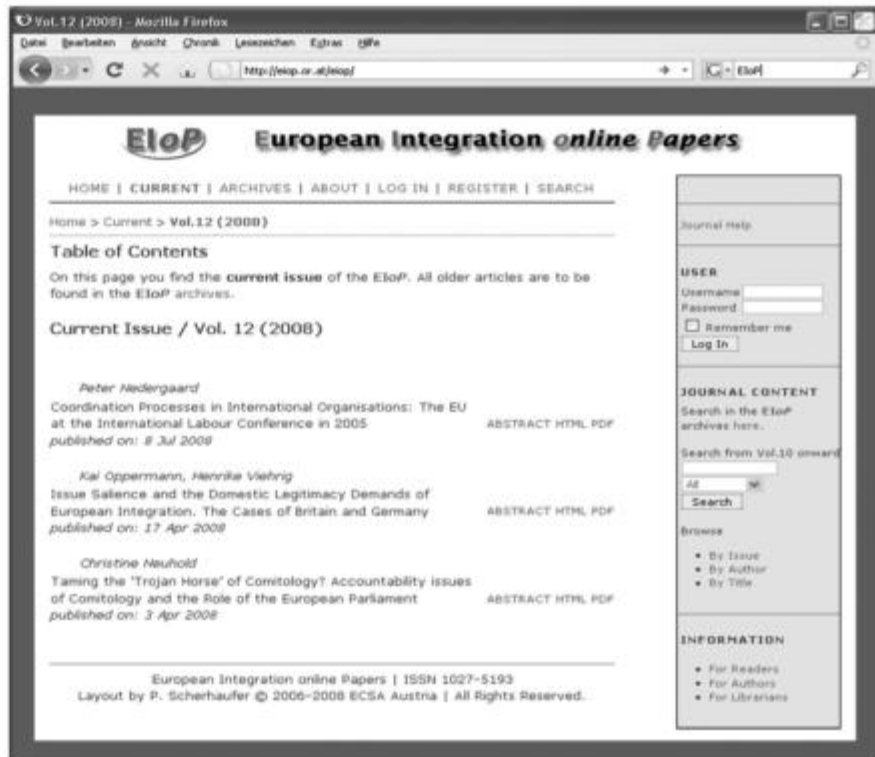 Vol.12 (2008) - Mozilla Firefox
Datei Bearbeiten Ansicht Chronik Lesezeichen Extras Hilfe
http://eiop.or.at/eiop/
EIoP
EIoP European Integration online Papers
HOME | CURRENT | ARCHIVES | ABOUT | LOG IN | REGISTER | SEARCH
Home > Current > Vol.12 (2008)
Table of Contents
On this page you find the current issue of the EIoP. All older articles are to be
found in the EIoP archives.
Current Issue / Vol. 12 (2008)
Peter Nedergaard
Coordination Processes in International Organisations: The EU
at the International Labour Conference in 2005 ABSTRACT HTML PDF
published on: 8 Jul 2008
Kai Oppermann, Henrike Viehrig
Issue Salience and the Domestic Legitimacy Demands of
European Integration. The Cases of Britain and Germany ABSTRACT HTML PDF
published on: 17 Apr 2008
Christine Neuhold
Taming the 'Trojan Horse' of Comitology? Accountability issues
of Comitology and the Role of the European Parliament ABSTRACT HTML PDF
published on: 3 Apr 2008
European Integration online Papers | ISSN 1027-5193
Layout by P. Scherhaufer © 2006-2008 ECSA Austria | All Rights Reserved.
Journal Help
USER
Username
Password
Remember me
Log In
JOURNAL CONTENT
Search in the EIoP
archives here.
Search from Vol.10 onward
All
Search
Browse
• By Issue
• By Author
• By Title
INFORMATION
• For Readers
• For Authors
• For Librarians